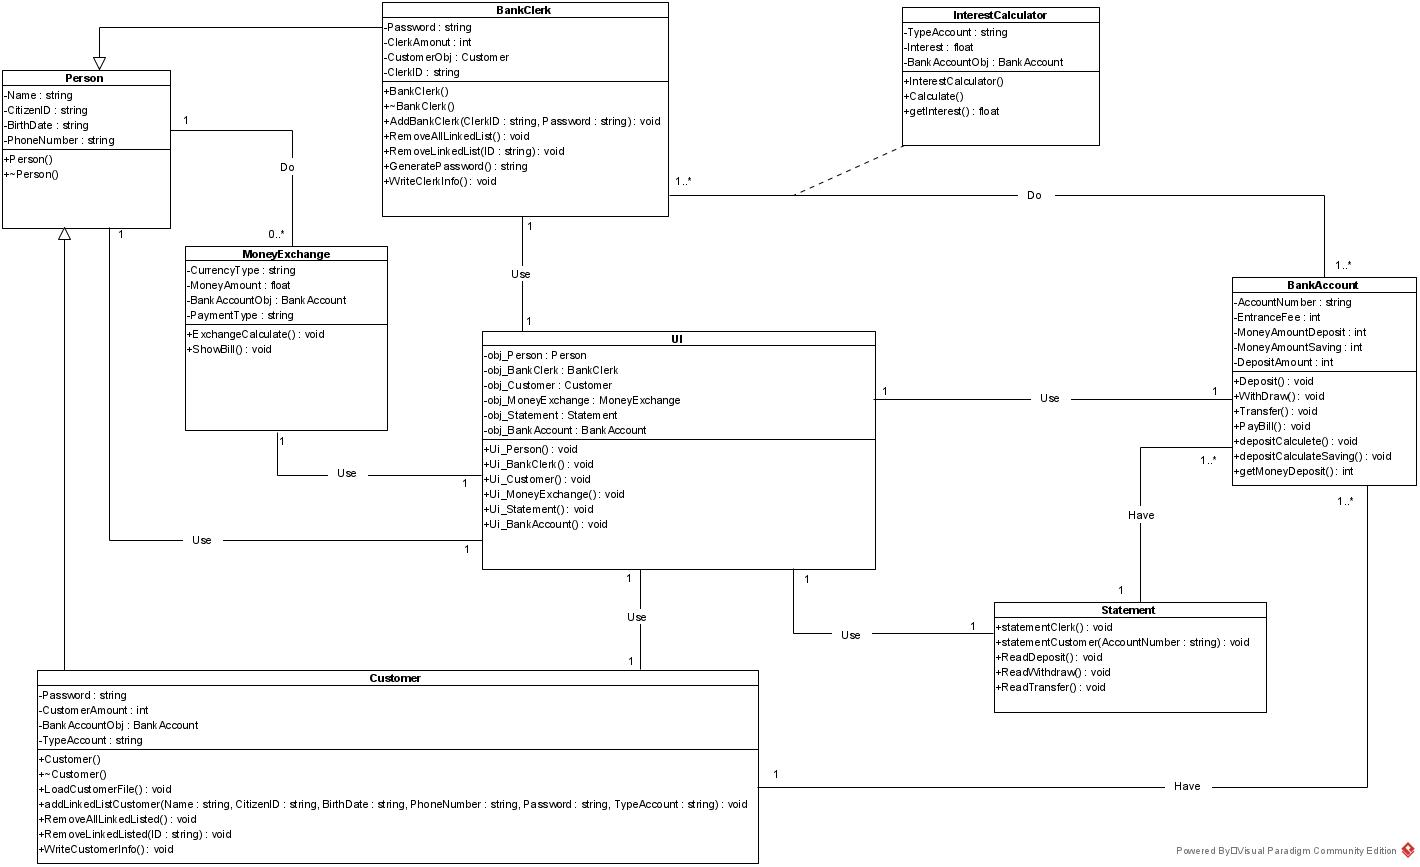 BankClerk
-Password : string
-ClerkAmonut : int
-CustomerObj : Customer
-ClerkID : string
+BankClerk()
+~BankClerk()
+AddBankClerk(ClerkID : string, Password : string) : void
+RemoveAllLinkedList() : void
+RemoveLinkedList(ID : string) : void
+GeneratePassword() : string
+WriteClerkInfo() : void
InterestCalculator
-TypeAccount : string
-Interest : float
-BankAccountObj : BankAccount
+InterestCalculator()
+Calculate()
+getInterest() : float
Person
-Name : string
-CitizenID : string
-BirthDate : string
-PhoneNumber : string
+Person()
+~Person()
1
Do
0..*
1..*
Do
1..*
1
1
Use
1
MoneyExchange
-CurrencyType : string
-MoneyAmount : float
-BankAccountObj : BankAccount
-PaymentType : string
+ExchangeCalculate() : void
+ShowBill() : void
BankAccount
-AccountNumber : string
-EntranceFee : int
-MoneyAmountDeposit : int
-MoneyAmountSaving : int
-DepositAmount : int
+Deposit() : void
+WithDraw() : void
+Transfer() : void
+PayBill() : void
+depositCalculete() : void
+depositCalculateSaving() : void
+getMoneyDeposit() : int
UI
-obj_Person : Person
-obj_BankClerk : BankClerk
-obj_Customer : Customer
-obj_MoneyExchange : MoneyExchange
-obj_Statement : Statement
-obj_BankAccount : BankAccount
+Ui_Person() : void
+Ui_BankClerk() : void
+Ui_Customer() : void
+Ui_MoneyExchange() : void
+Ui_Statement() : void
+Ui_BankAccount() : void
1
Use
1
1
Use
1
Use
1
1..*
Have
1
1..*
1
Use
1
1
Use
1
Statement
+statementClerk() : void
+statementCustomer(AccountNumber : string) : void
+ReadDeposit() : void
+ReadWithdraw() : void
+ReadTransfer() : void
Customer
-Password : string
-CustomerAmount : int
-BankAccountObj : BankAccount
-TypeAccount : string
+Customer()
+~Customer()
+LoadCustomerFile() : void
+addLinkedListCustomer(Name : string, CitizenID : string, BirthDate : string, PhoneNumber : string, Password : string, TypeAccount : string) : void
+RemoveAllLinkedListed() : void
+RemoveLinkedListed(ID : string) : void
+WriteCustomerInfo() : void
1
Have
Powered By Visual Paradigm Community Edition